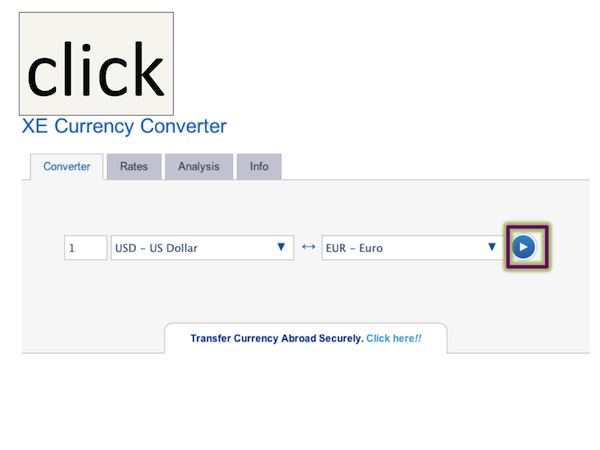 click
XE Currency Converter
Converter Rates Analysis Info
1 USD – US Dollar ▼ ↔ EUR – Euro ▼
Transfer Currency Abroad Securely. Click here!!